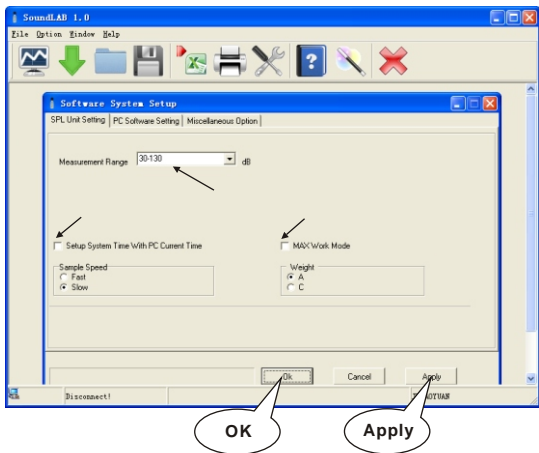 SoundLAB 1.0
File Option Window Help
Software System Setup
SPL Unit Setting PC Software Setting Miscellaneous Option
Measurement Range 30-130 dB
Setup System Time With PC Current Time MAX Work Mode
Sample Speed Weight
Fast A
Slow C
Ok Cancel Apply
Disconnect!
OK Apply